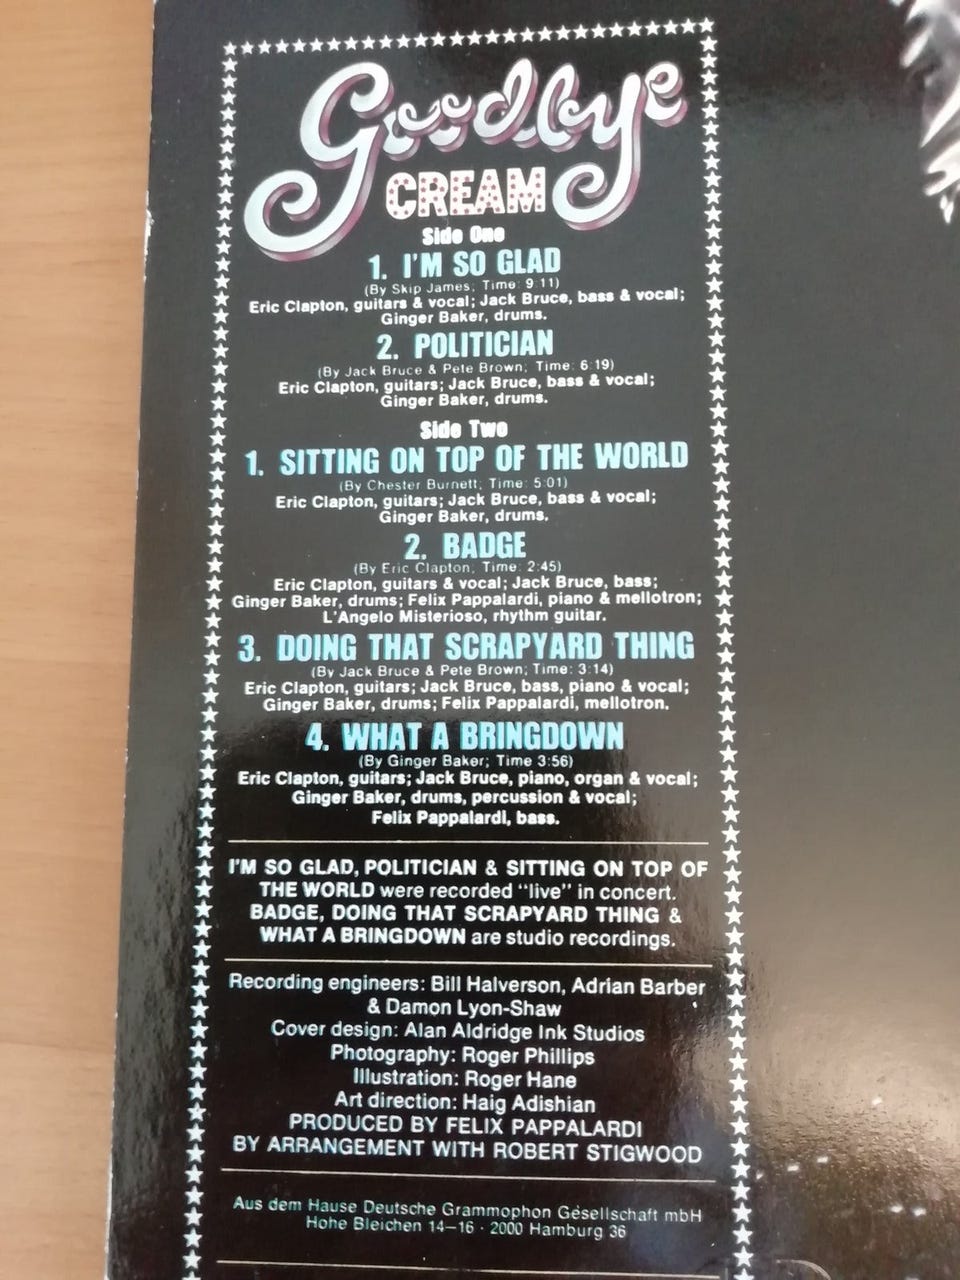 Goodbye
CREAM
Side One
1. I'M SO GLAD
(By Skip James; Time: 9:11)
Eric Clapton, guitars & vocal; Jack Bruce, bass & vocal;
Ginger Baker, drums.
2. POLITICIAN
(By Jack Bruce & Pete Brown; Time: 6:19)
Eric Clapton, guitars; Jack Bruce, bass & vocal;
Ginger Baker, drums.
Side Two
1. SITTING ON TOP OF THE WORLD
(By Chester Burnett; Time: 5:01)
Eric Clapton, guitars; Jack Bruce, bass & vocal;
Ginger Baker, drums.
2. BADGE
(By Eric Clapton; Time: 2:45)
Eric Clapton, guitars & vocal; Jack Bruce, bass;
Ginger Baker, drums; Felix Pappalardi, piano & mellotron;
L'Angelo Misterioso, rhythm guitar.
3. DOING THAT SCRAPYARD THING
(By Jack Bruce & Pete Brown; Time: 3:14)
Eric Clapton, guitars; Jack Bruce, bass, piano & vocal;
Ginger Baker, drums; Felix Pappalardi, mellotron.
4. WHAT A BRINGDOWN
(By Ginger Baker; Time 3:56)
Eric Clapton, guitars; Jack Bruce, piano, organ & vocal;
Ginger Baker, drums, percussion & vocal;
Felix Pappalardi, bass.
I'M SO GLAD, POLITICIAN & SITTING ON TOP OF
THE WORLD were recorded "live" in concert.
BADGE, DOING THAT SCRAPYARD THING &
WHAT A BRINGDOWN are studio recordings.
Recording engineers: Bill Halverson, Adrian Barber
& Damon Lyon-Shaw
Cover design: Alan Aldridge Ink Studios
Photography: Roger Phillips
Illustration: Roger Hane
Art direction: Haig Adishian
PRODUCED BY FELIX PAPPALARDI
BY ARRANGEMENT WITH ROBERT STIGWOOD
Aus dem Hause Deutsche Grammophon Gesellschaft mbH
Hohe Bleichen 14–16 · 2000 Hamburg 36